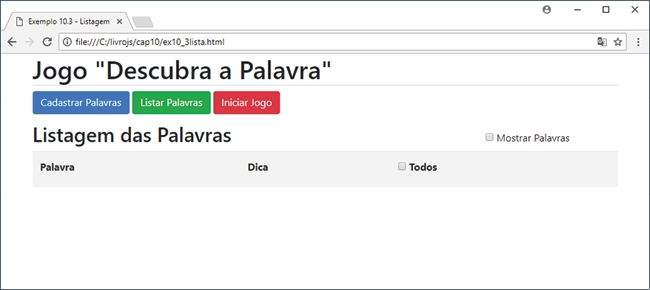 Exemplo 10.3 - Listagem
file:///C:/livrojs/cap10/ex10_3lista.html
Jogo "Descubra a Palavra"
Cadastrar Palavras Listar Palavras Iniciar Jogo
Listagem das Palavras Mostrar Palavras
Palavra Dica Todos